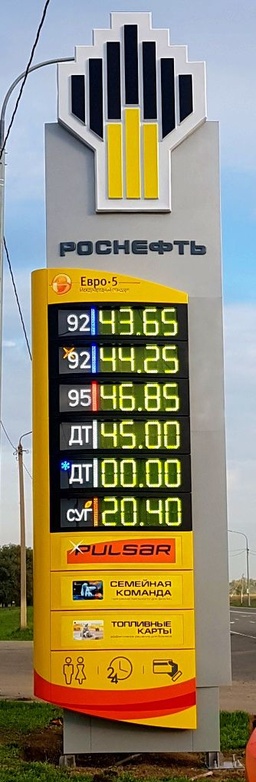 РОСНЕФТЬ
Евро·5
92 43.65
92 44.25
95 46.85
ДТ 45.00
*ДТ 00.00
СУГ 20.40
PULSAR
СЕМЕЙНАЯ
КОМАНДА
ТОПЛИВНЫЕ
КАРТЫ
24